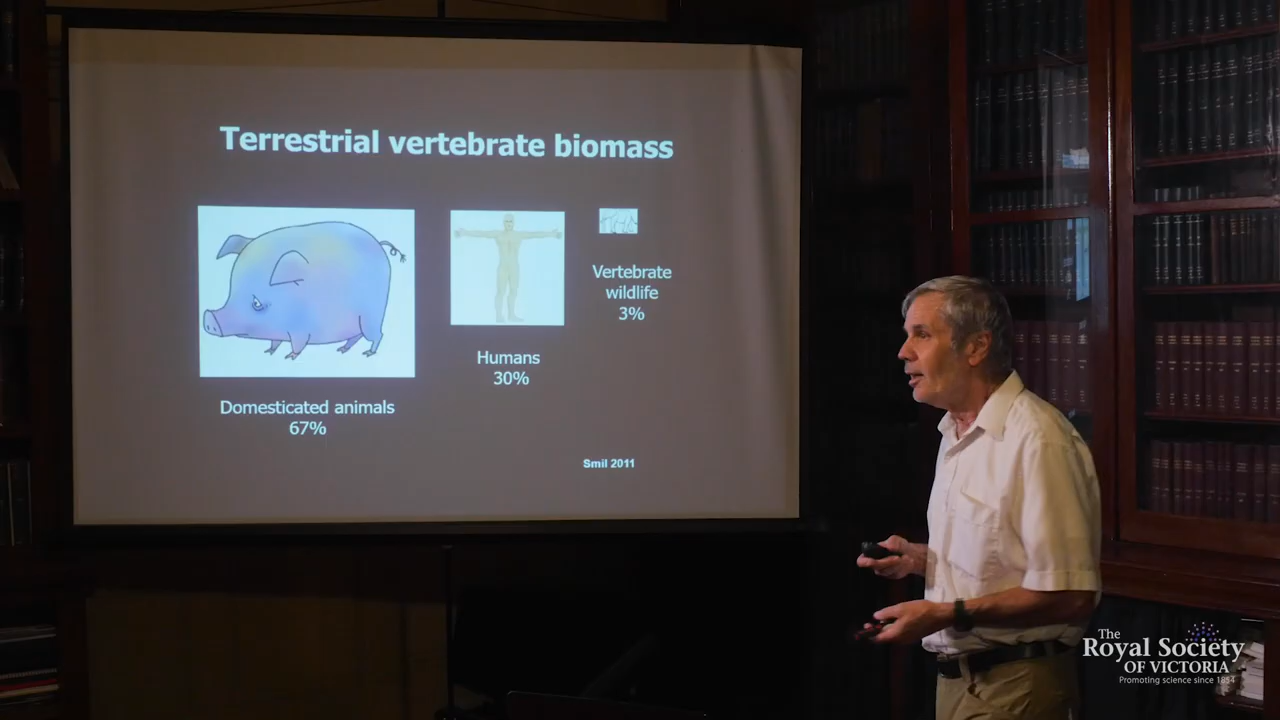 Terrestrial vertebrate biomass
Domesticated animals
67%
Humans
30%
Vertebrate
wildlife
3%
Smil 2011
The
Royal Society
OF VICTORIA
Promoting science since 1854